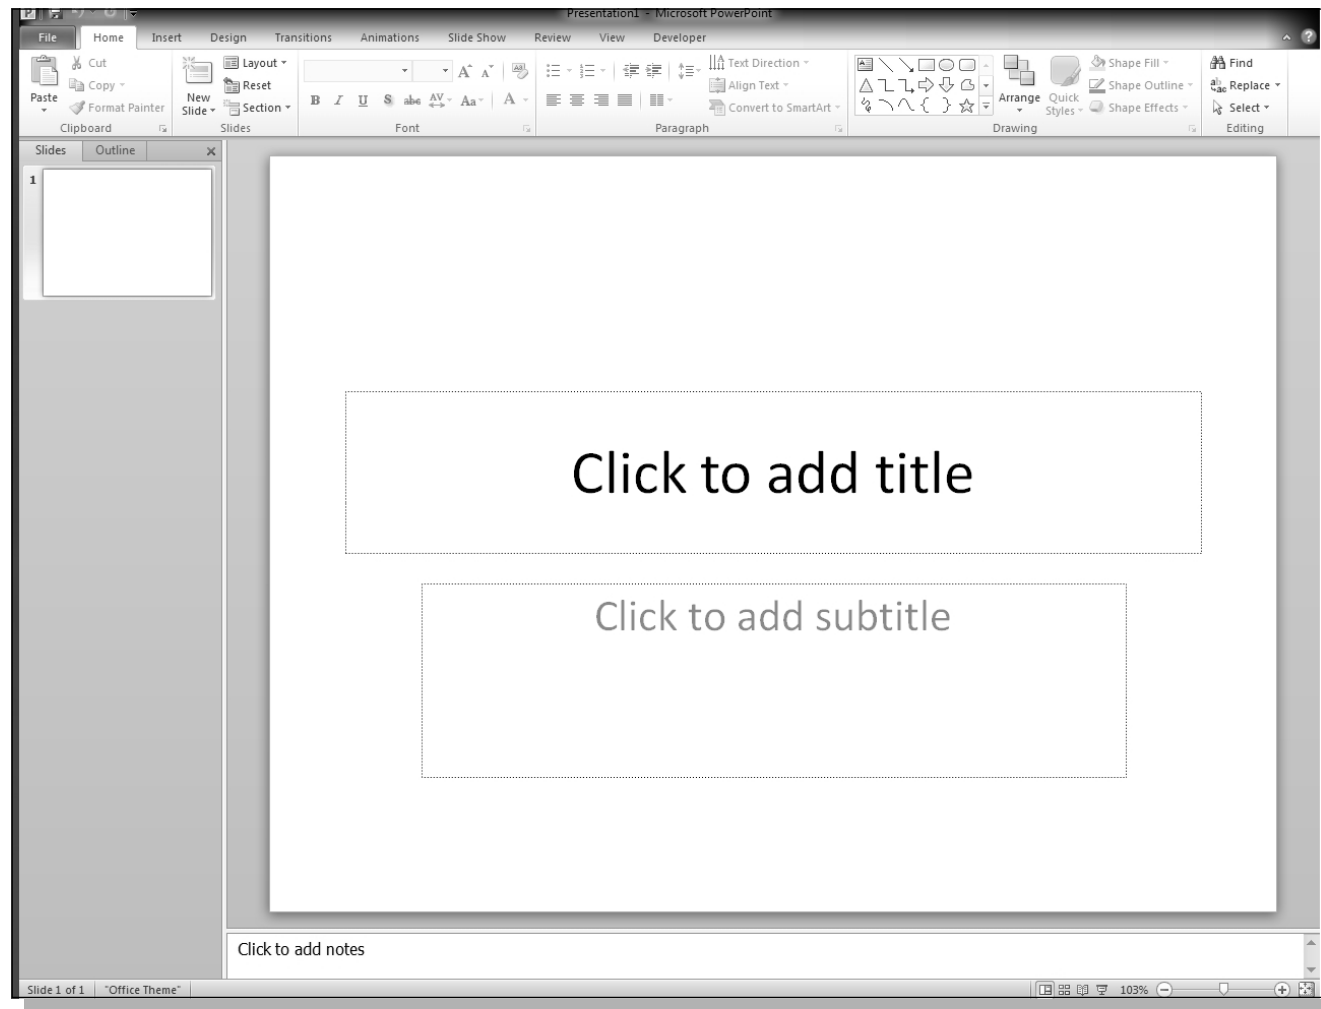 Presentation1 - Microsoft PowerPoint
File Home Insert Design Transitions Animations Slide Show Review View Developer
Paste
Cut
Copy
Format Painter
Clipboard
New
Slide
Layout
Reset
Section
Slides
B I U S abc AV Aa A
Font
Text Direction
Align Text
Convert to SmartArt
Paragraph
Arrange
Quick
Styles
Shape Fill
Shape Outline
Shape Effects
Drawing
Find
Replace
Select
Editing
Slides Outline
1
Click to add title
Click to add subtitle
Click to add notes
Slide 1 of 1 "Office Theme" 103%